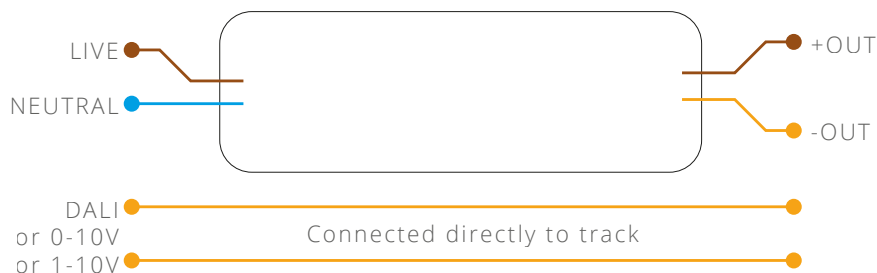 LIVE
+OUT
NEUTRAL
-OUT
DALI
or 0-10V
or 1-10V
Connected directly to track